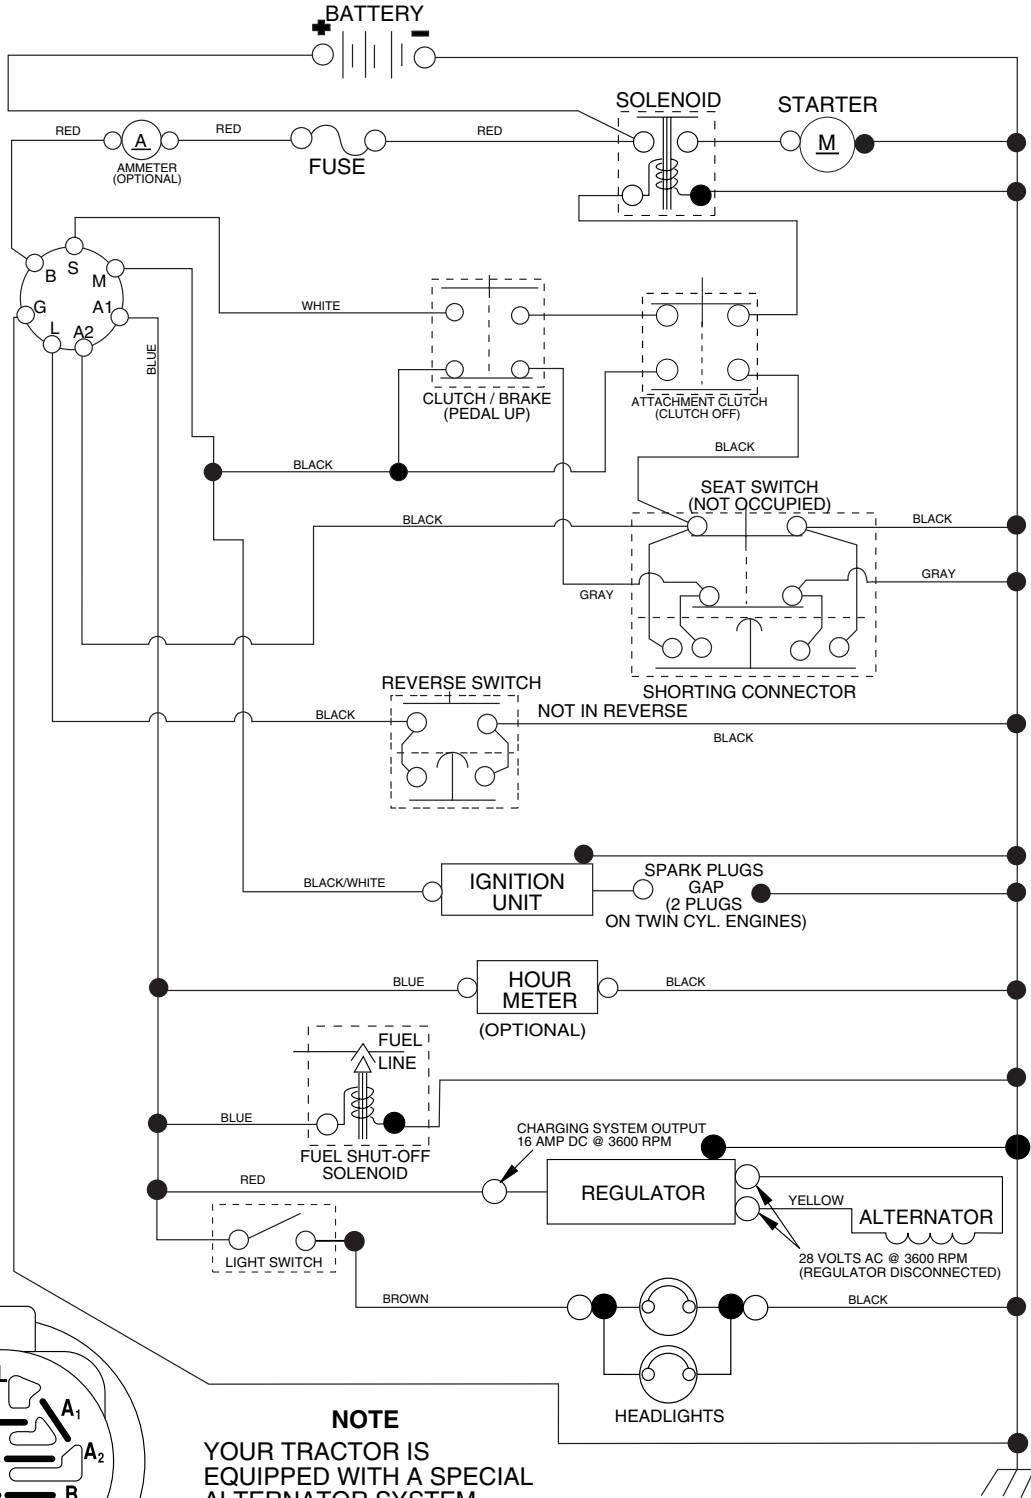 BATTERY
+ -
SOLENOID
STARTER
RED
A
RED
FUSE
RED
M
AMMETER
(OPTIONAL)
B
S
M
G
A1
L
A2
BLUE
WHITE
CLUTCH / BRAKE
(PEDAL UP)
ATTACHMENT CLUTCH
(CLUTCH OFF)
BLACK
BLACK
SEAT SWITCH
(NOT OCCUPIED)
BLACK
BLACK
GRAY
GRAY
SHORTING CONNECTOR
REVERSE SWITCH
BLACK
NOT IN REVERSE
BLACK
BLACK/WHITE
IGNITION
UNIT
SPARK PLUGS
GAP
(2 PLUGS
ON TWIN CYL. ENGINES)
BLUE
HOUR
METER
BLACK
(OPTIONAL)
FUEL
LINE
BLUE
FUEL SHUT-OFF
SOLENOID
CHARGING SYSTEM OUTPUT
16 AMP DC @ 3600 RPM
RED
REGULATOR
YELLOW
ALTERNATOR
28 VOLTS AC @ 3600 RPM
(REGULATOR DISCONNECTED)
LIGHT SWITCH
BROWN
BLACK
HEADLIGHTS
L
A1
A2
B
NOTE
YOUR TRACTOR IS
EQUIPPED WITH A SPECIAL
ALTERNATOR SYSTEM